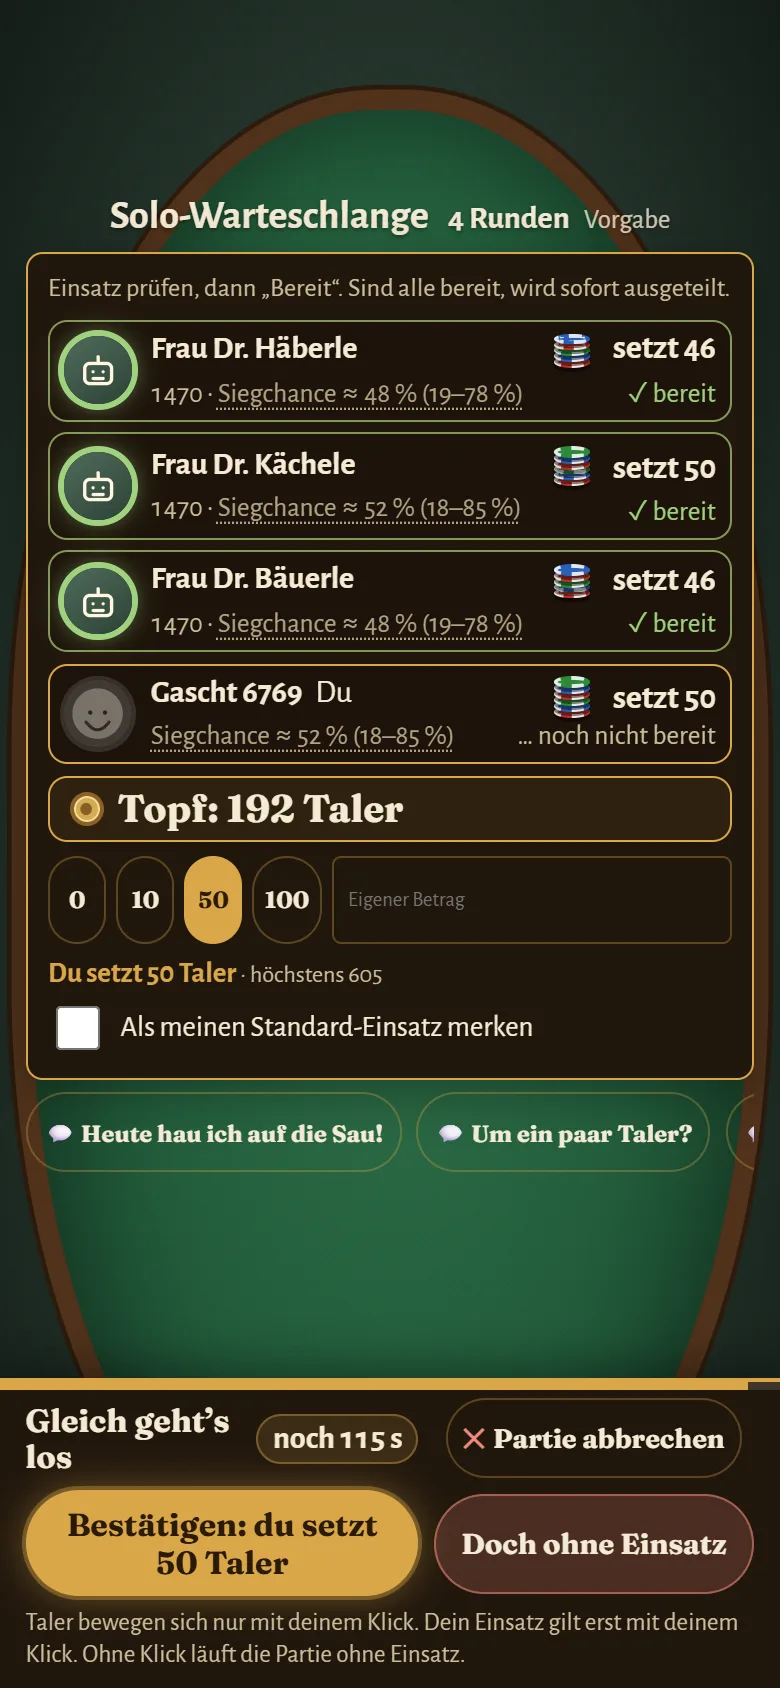 Solo-Warteschlange 4 Runden Vorgabe
Einsatz prüfen, dann „Bereit“. Sind alle bereit, wird sofort ausgeteilt.
Frau Dr. Häberle setzt 46
1470 · Siegchance ≈ 48 % (19–78 %) ✓ bereit
Frau Dr. Kächele setzt 50
1470 · Siegchance ≈ 52 % (18–85 %) ✓ bereit
Frau Dr. Bäuerle setzt 46
1470 · Siegchance ≈ 48 % (19–78 %) ✓ bereit
Gascht 6769 Du setzt 50
Siegchance ≈ 52 % (18–85 %) … noch nicht bereit
Topf: 192 Taler
0 10 50 100 Eigener Betrag
Du setzt 50 Taler · höchstens 605
Als meinen Standard-Einsatz merken
Heute hau ich auf die Sau! Um ein paar Taler?
Gleich geht’s
los
noch 115 s
Partie abbrechen
Bestätigen: du setzt
50 Taler
Doch ohne Einsatz
Taler bewegen sich nur mit deinem Klick. Dein Einsatz gilt erst mit deinem
Klick. Ohne Klick läuft die Partie ohne Einsatz.